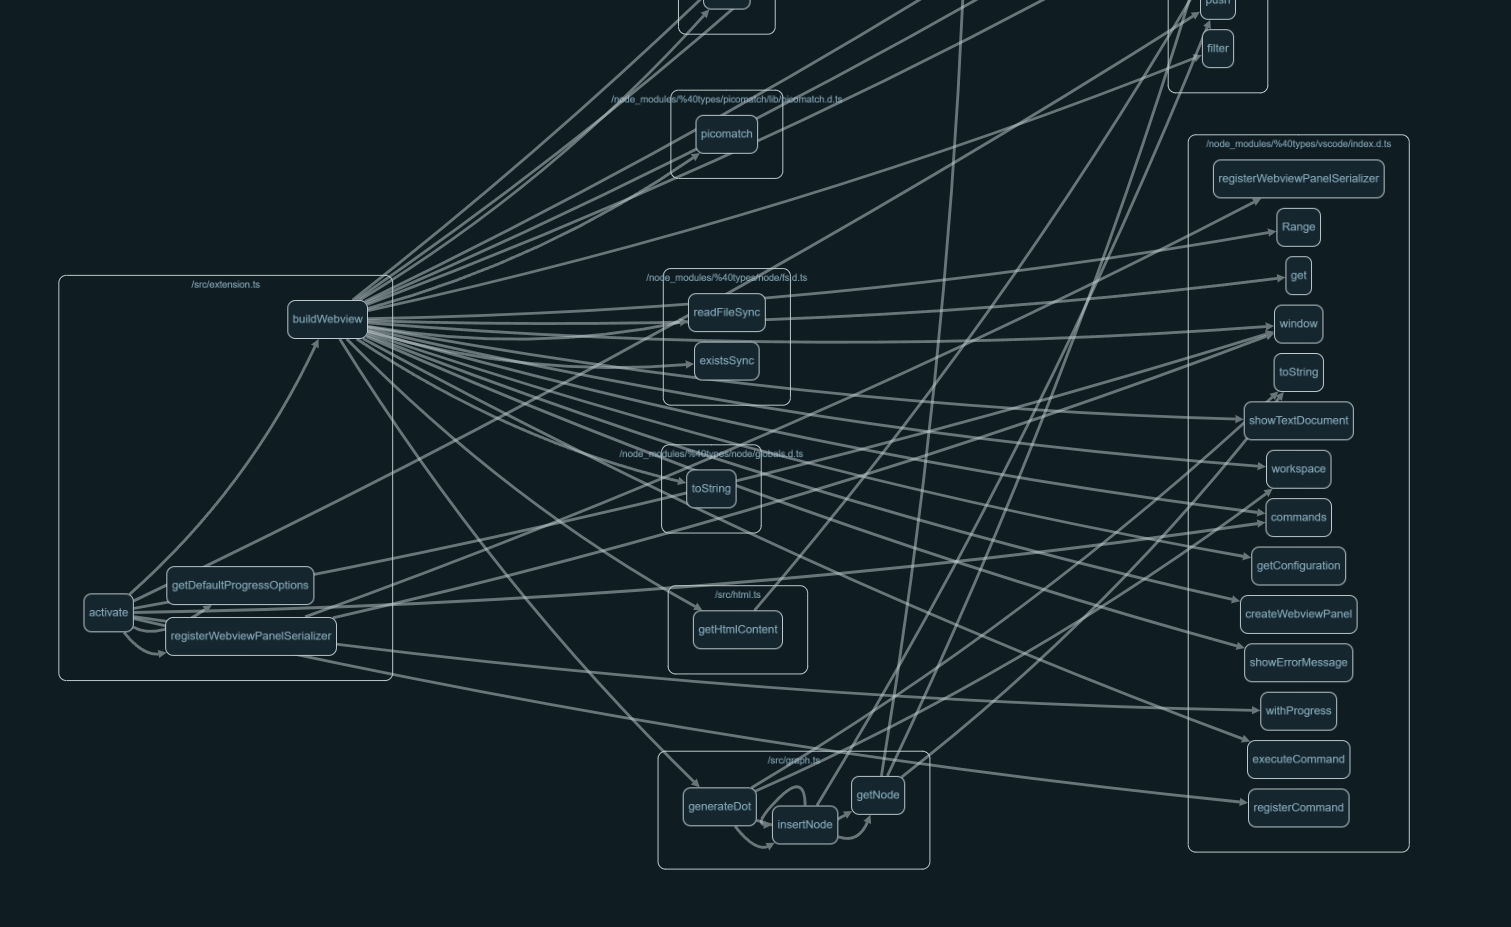 push
filter
/node_modules/%40types/picomatch/lib/picomatch.d.ts
picomatch
/node_modules/%40types/vscode/index.d.ts
registerWebviewPanelSerializer
Range
get
window
toString
showTextDocument
workspace
commands
getConfiguration
createWebviewPanel
showErrorMessage
withProgress
executeCommand
registerCommand
/src/extension.ts
buildWebview
getDefaultProgressOptions
activate
registerWebviewPanelSerializer
/node_modules/%40types/node/fs.d.ts
readFileSync
existsSync
/node_modules/%40types/node/globals.d.ts
toString
/src/html.ts
getHtmlContent
/src/graph.ts
generateDot
insertNode
getNode